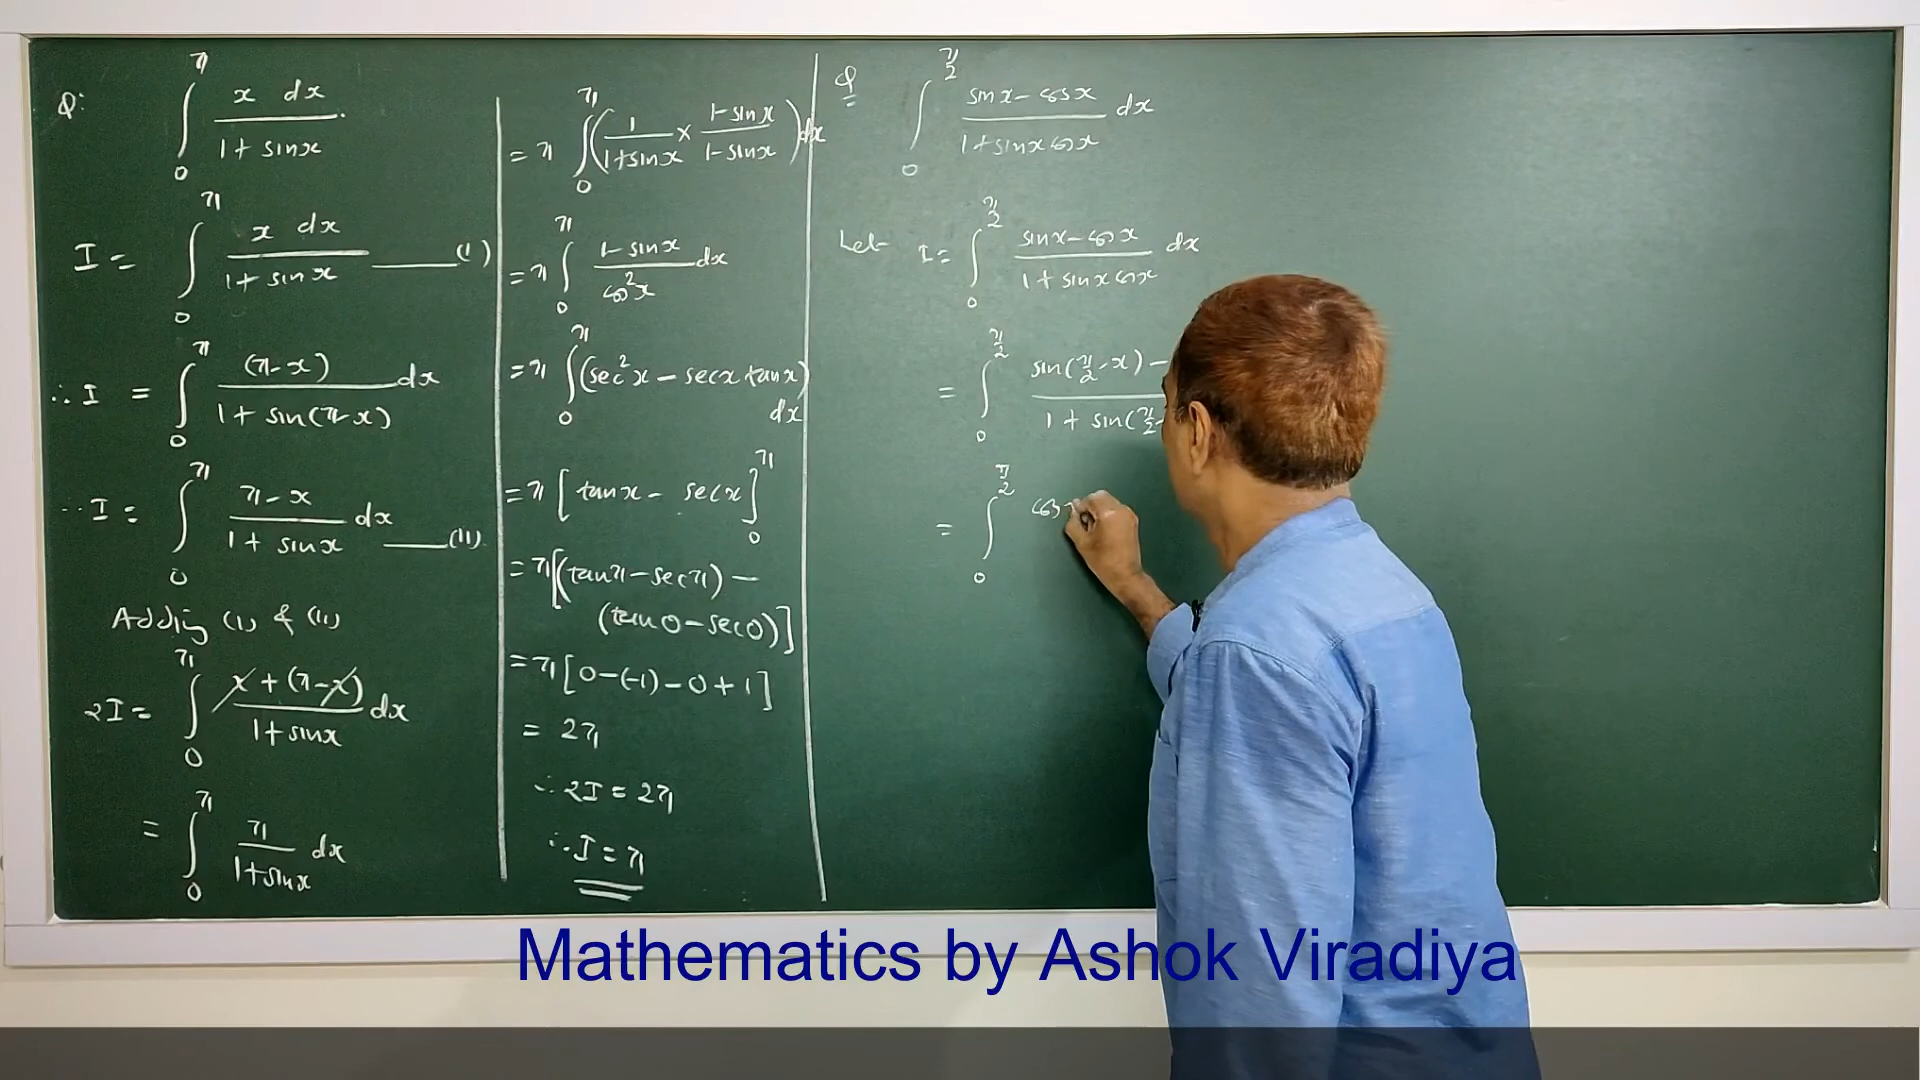 Q: ∫₀^π x dx / (1 + sinx)
I = ∫₀^π x dx / (1 + sinx) ——(i)
∴ I = ∫₀^π (π-x) / (1 + sin(π-x)) dx
∴ I = ∫₀^π (π-x) / (1 + sinx) dx ——(ii)
Adding (i) & (ii)
2I = ∫₀^π (x + (π-x)) / (1+sinx) dx
= ∫₀^π π / (1+sinx) dx
= π ∫₀^π (1/(1+sinx) × (1-sinx)/(1-sinx)) dx
= π ∫₀^π (1-sinx) / cos²x dx
= π ∫₀^π (sec²x - secx tanx)
dx
= π [tanx - secx]₀^π
= π[(tanπ - secπ) -
(tan0 - sec0)]
= π[0-(-1)-0+1]
= 2π
∴ 2I = 2π
∴ I = π
Q ∫₀^(π/2) (sinx - cosx) / (1 + sinx cosx) dx
Let I = ∫₀^(π/2) (sinx - cosx) / (1 + sinx cosx) dx
= ∫₀^(π/2) sin(π/2 - x) - / 1 + sin(π/2 -
= ∫₀^(π/2) cos
Mathematics by Ashok Viradiya